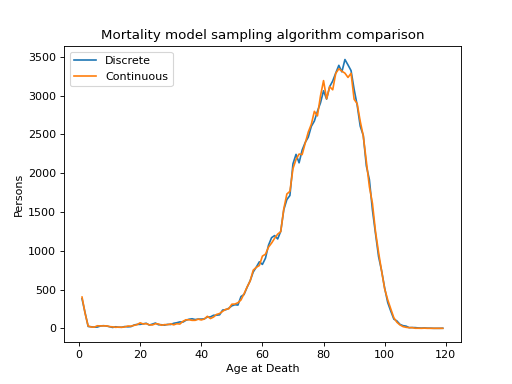 Mortality model sampling algorithm comparison
Discrete
Continuous
3500
3000
2500
2000
1500
1000
500
0
Persons
0 20 40 60 80 100 120
Age at Death